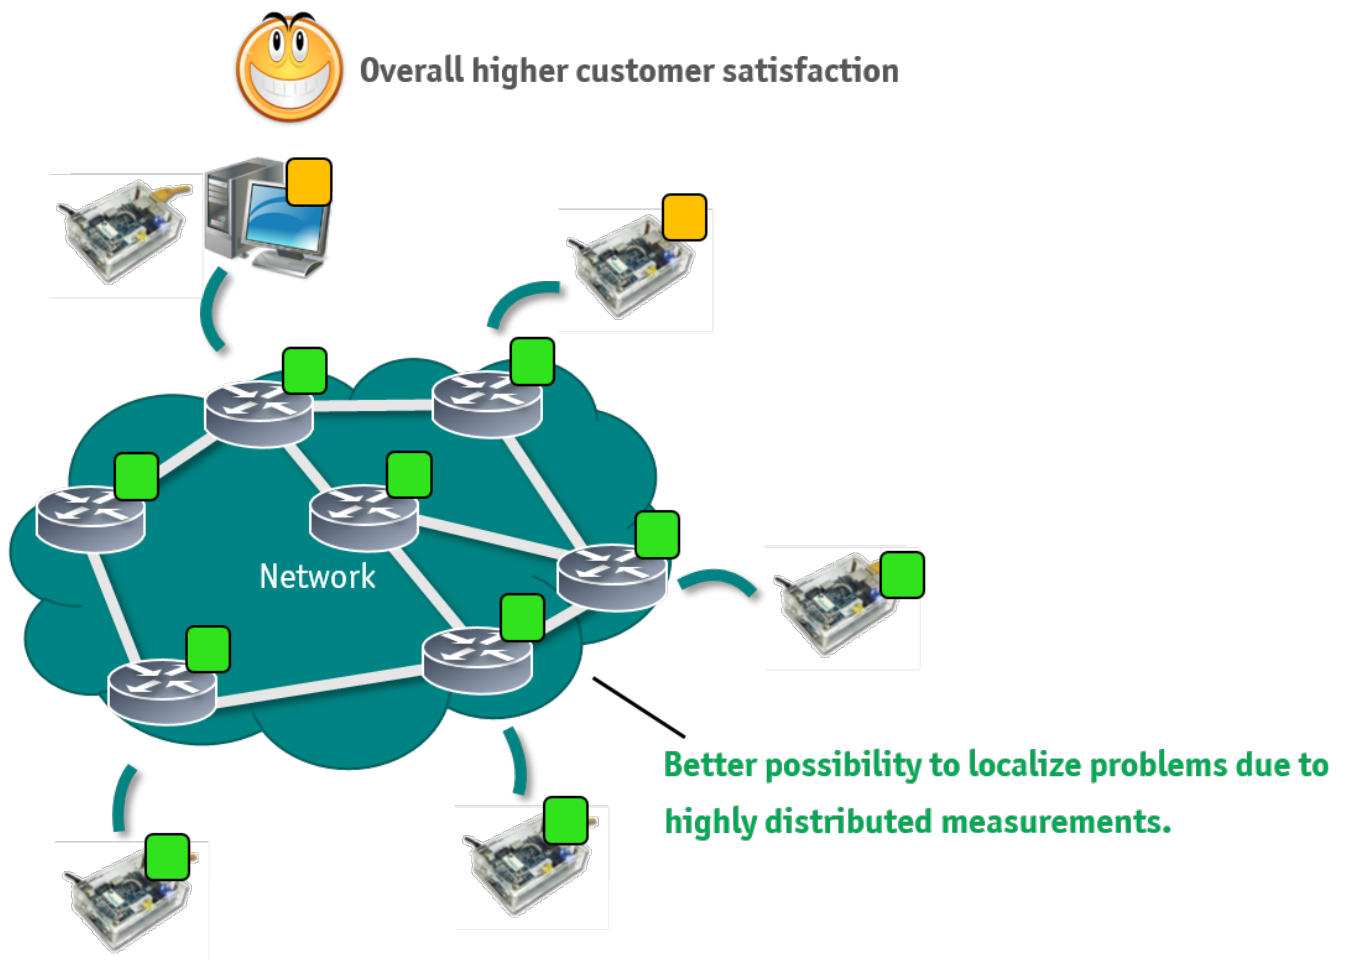 Overall higher customer satisfaction
Network
Better possibility to localize problems due to
highly distributed measurements.